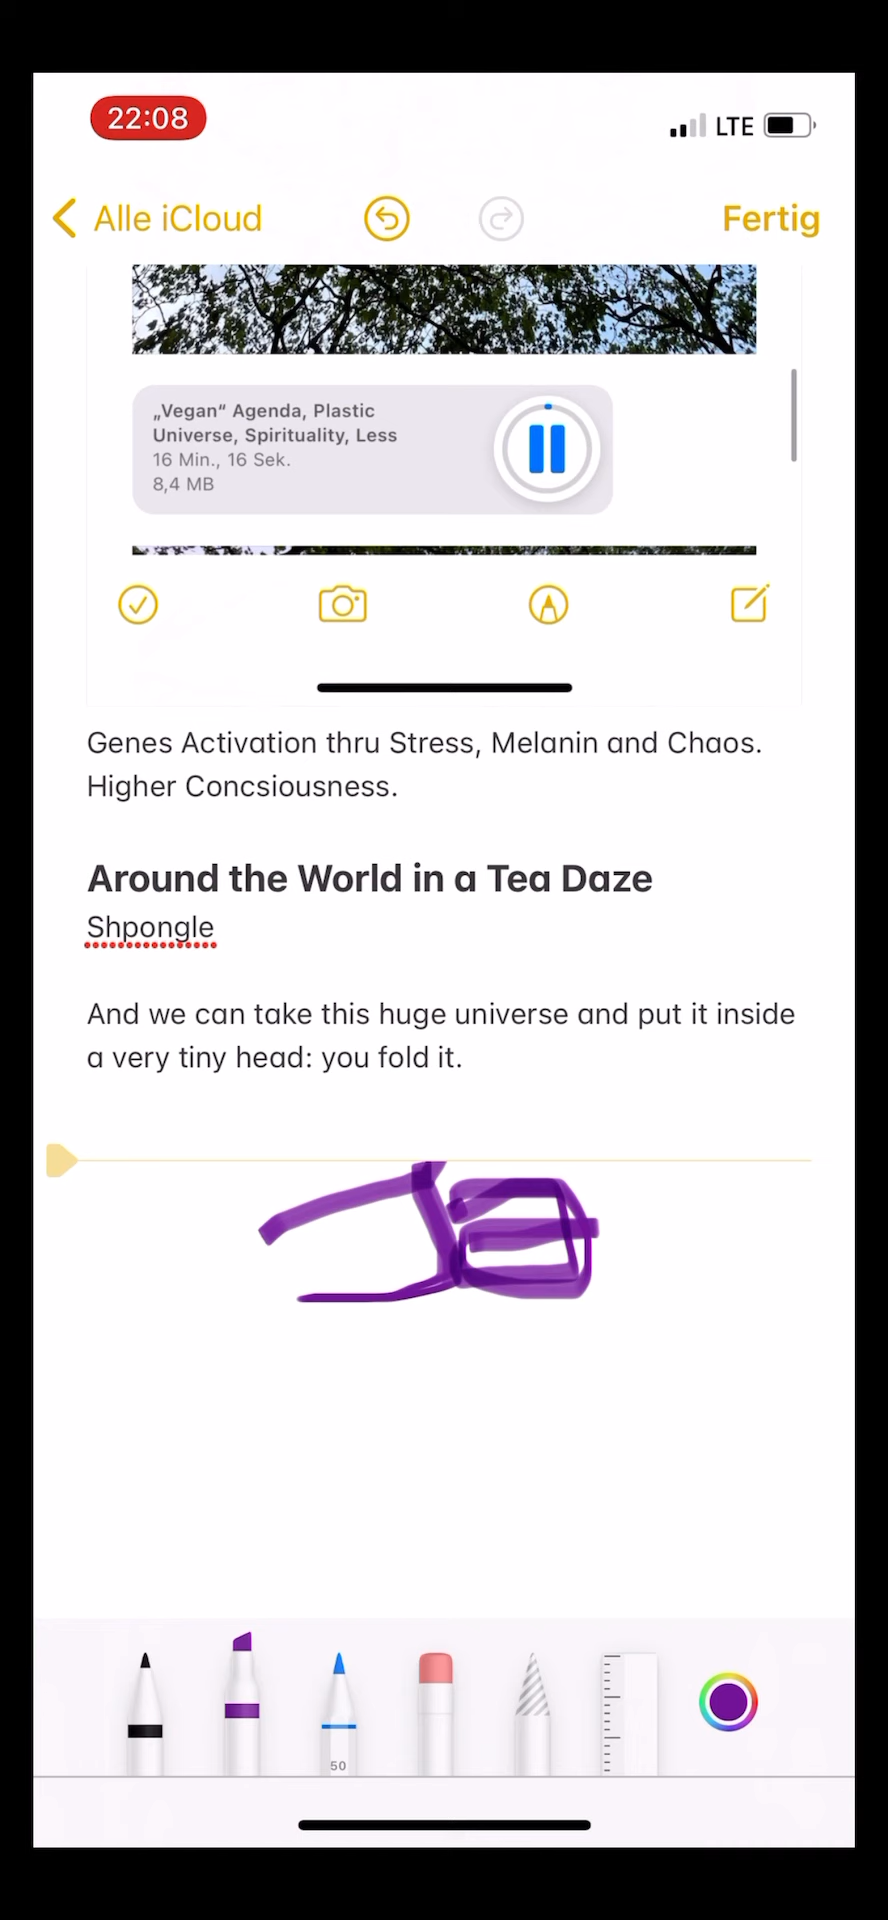 22:08
LTE
Alle iCloud
Fertig
„Vegan“ Agenda, Plastic
Universe, Spirituality, Less
16 Min., 16 Sek.
8,4 MB
Genes Activation thru Stress, Melanin and Chaos.
Higher Concsiousness.
Around the World in a Tea Daze
Shpongle
And we can take this huge universe and put it inside
a very tiny head: you fold it.
50